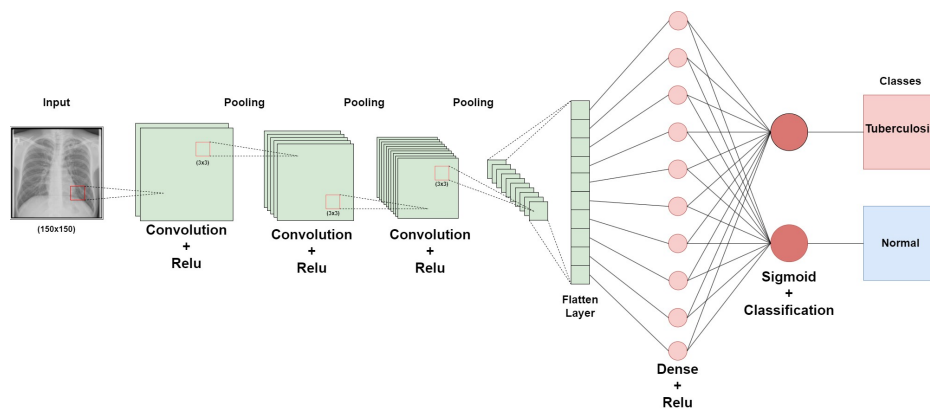 Input
(150x150)
Pooling
Pooling
Pooling
(3x3)
(3x3)
(3x3)
Convolution
+
Relu
Convolution
+
Relu
Convolution
+
Relu
Flatten
Layer
Dense
+
Relu
Sigmoid
+
Classification
Classes
Tuberculosi
Normal